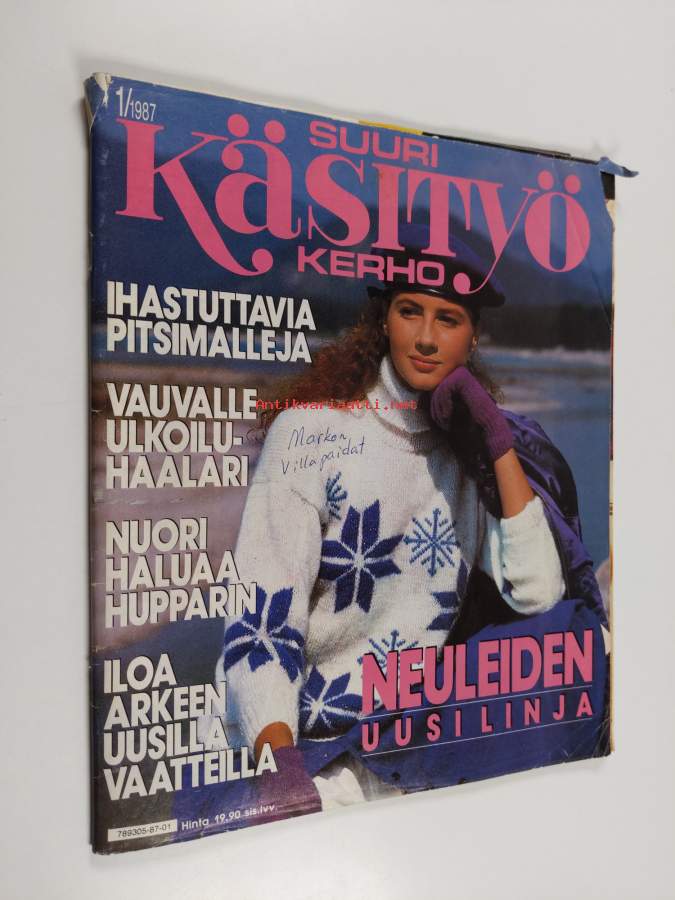 1/1987
SUURI
KÄSITYÖ
KERHO
IHASTUTTAVIA
PITSIMALLEJA
VAUVALLE
ULKOILU-
HAALARI
Antikvariaatti.net
Markon
Villapaidat
NUORI
HALUAA
HUPPARIN
ILOA
ARKEEN
UUSILLA
VAATTEILLA
NEULEIDEN
UUSI LINJA
789305-87-01
Hinta 19,90 sis.lvv.